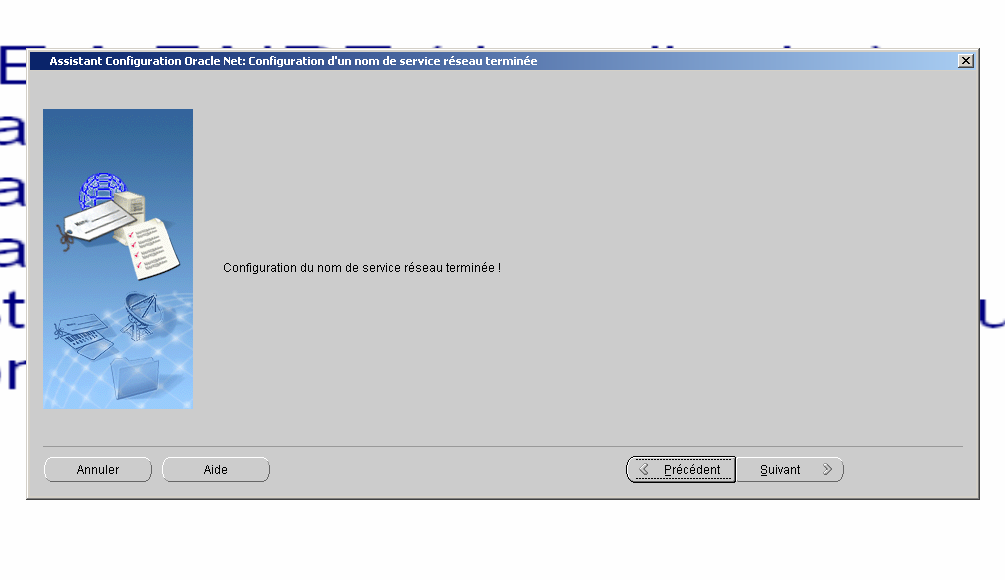 Assistant Configuration Oracle Net: Configuration d'un nom de service réseau terminée
Configuration du nom de service réseau terminée !
Annuler
Aide
Précédent
Suivant